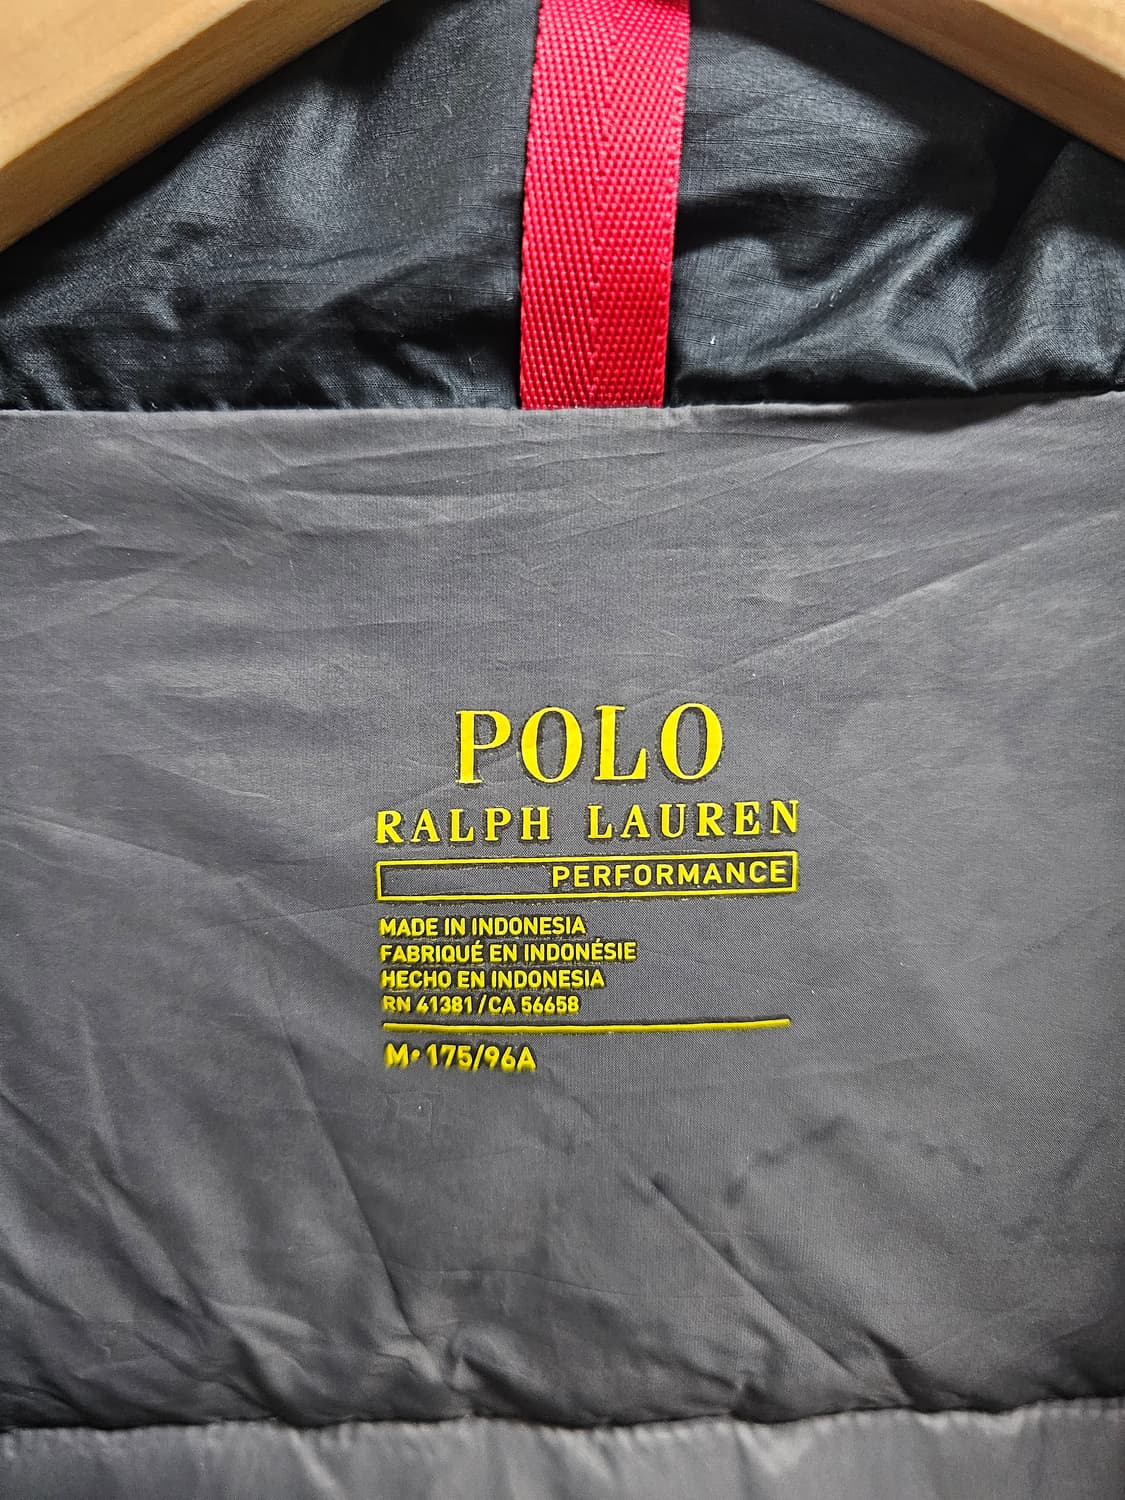 POLO
RALPH LAUREN
PERFORMANCE
MADE IN INDONESIA
FABRIQUÉ EN INDONÉSIE
HECHO EN INDONESIA
RN 41381/CA 56658
M•175/96A